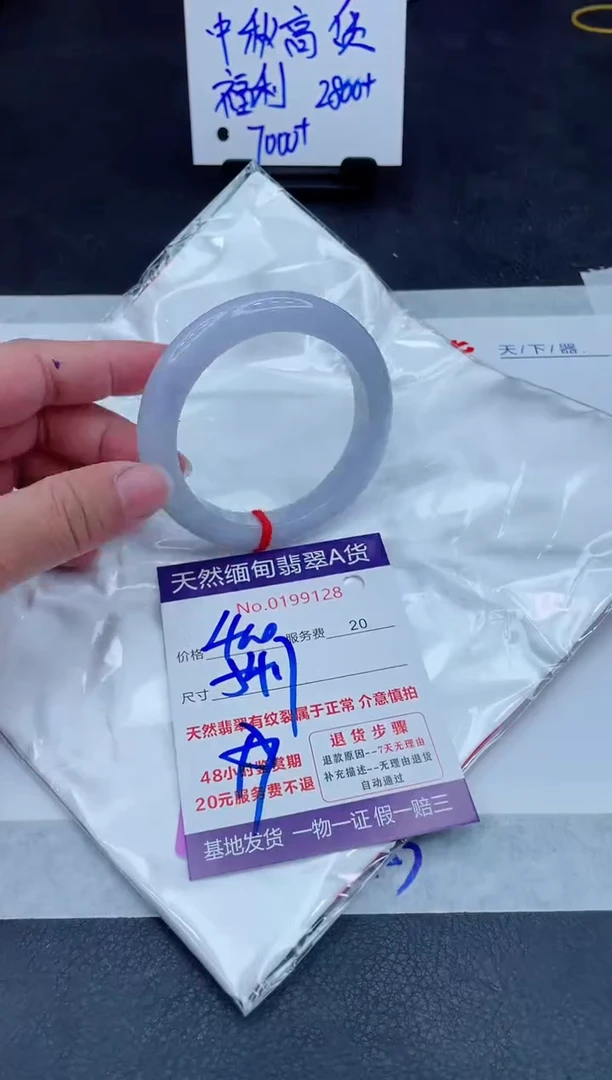 中秋高货
福利 2800+
7000+
天/下/器
天然缅甸翡翠A货
No.0199128
价格 服务费 20
尺寸
天然翡翠有纹裂属于正常 介意慎拍
48小时鉴赏期
20元服务费不退
退货步骤
退款原因--7天无理由
补充描述--无理由退货
自动通过
基地发货 一物一证 假一赔三